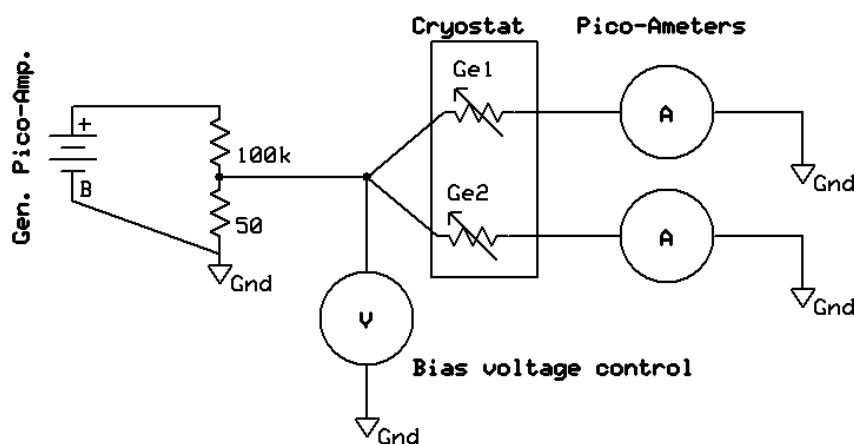 Cryostat
Pico-Ameters
Gen. Pico-Amp.
Ge1
A
+
100k
Gnd
B
Ge2
50
A
Gnd
Gnd
V
Bias voltage control
Gnd